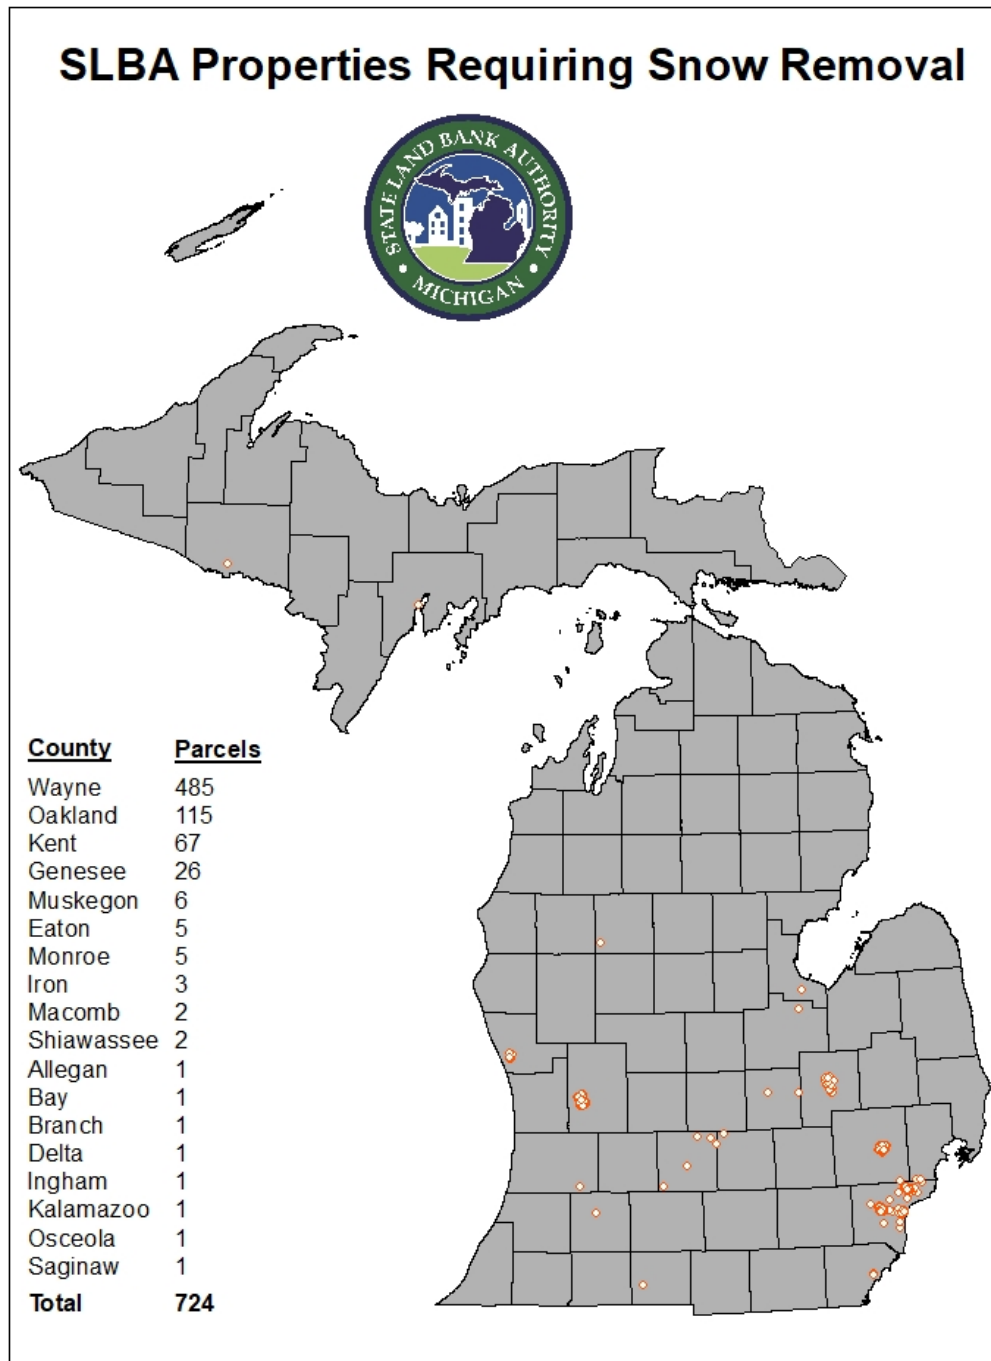 SLBA Properties Requiring Snow Removal
STATE LAND BANK AUTHORITY
MICHIGAN
County Parcels
Wayne 485
Oakland 115
Kent 67
Genesee 26
Muskegon 6
Eaton 5
Monroe 5
Iron 3
Macomb 2
Shiawassee 2
Allegan 1
Bay 1
Branch 1
Delta 1
Ingham 1
Kalamazoo 1
Osceola 1
Saginaw 1
Total 724